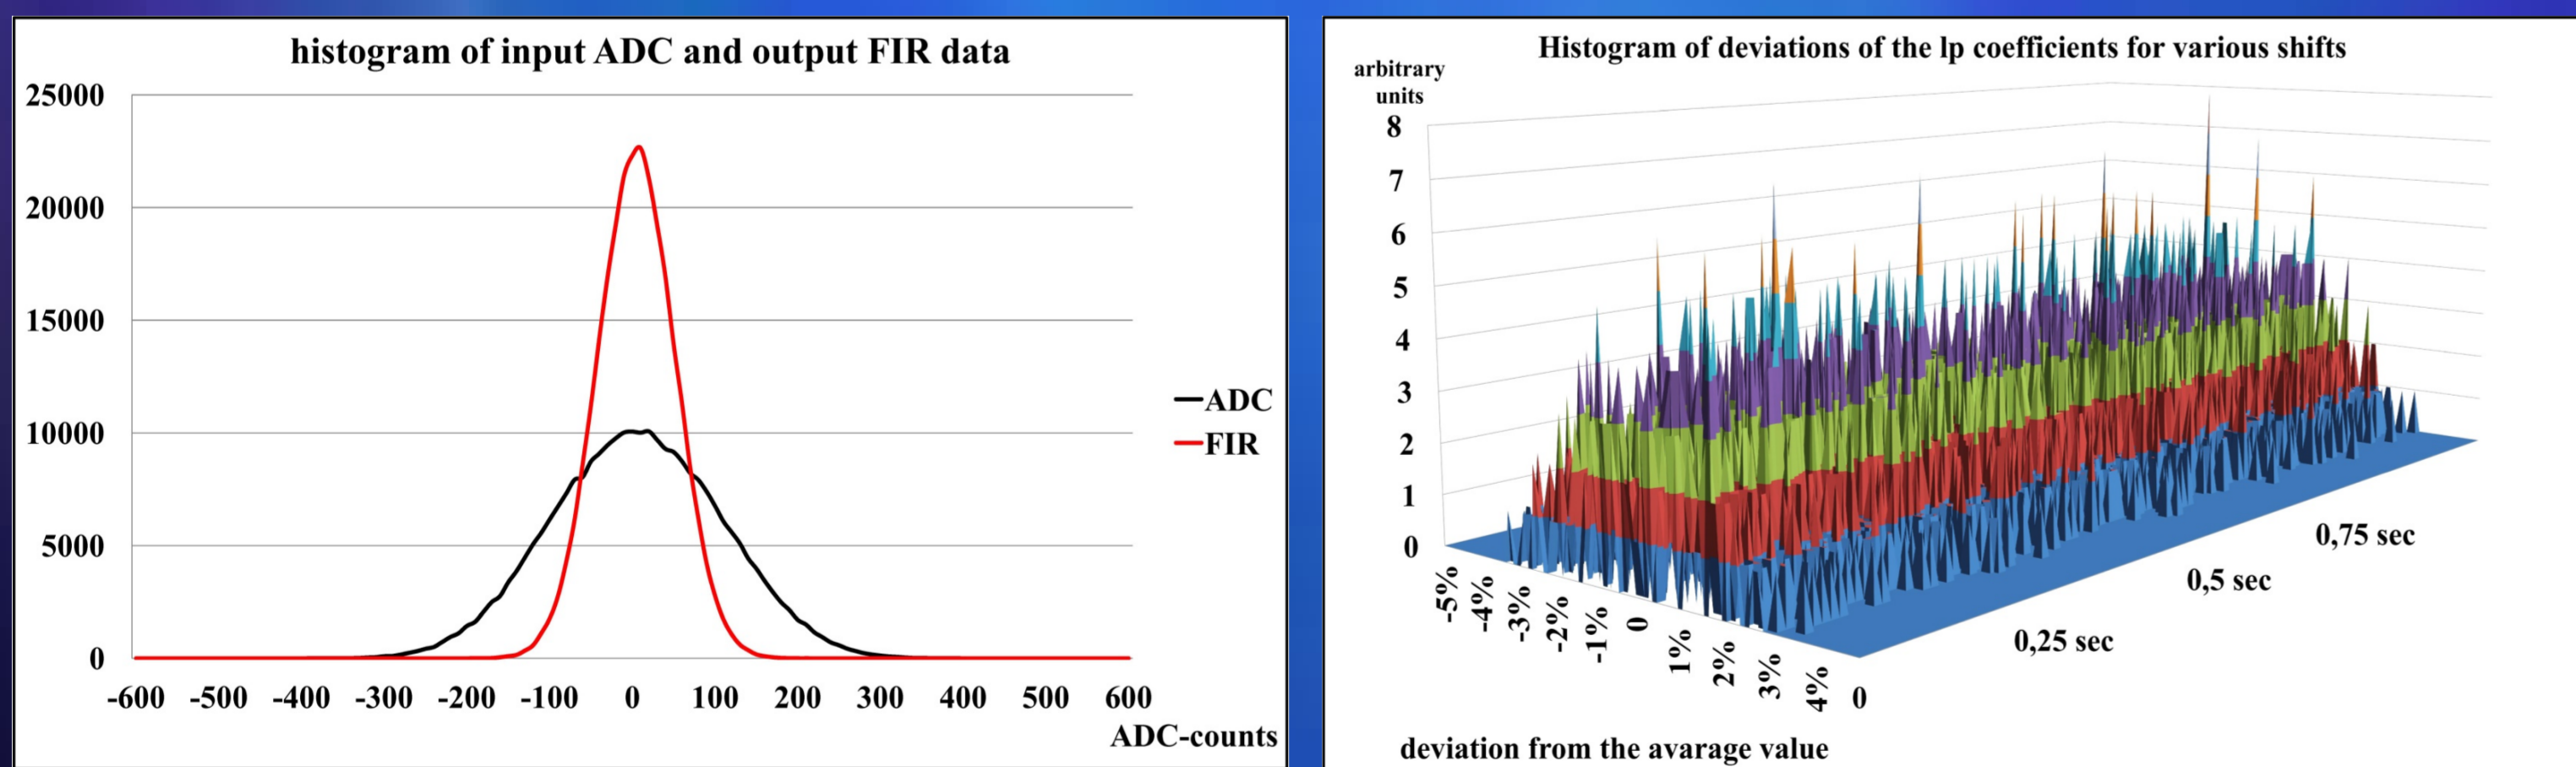 histogram of input ADC and output FIR data
25000
20000
15000
10000
5000
0
-600 -500 -400 -300 -200 -100 0 100 200 300 400 500 600
ADC-counts
ADC
FIR
Histogram of deviations of the lp coefficients for various shifts
arbitrary
units
8
7
6
5
4
3
2
1
0
-5% -4% -3% -2% -1% 0 1% 2% 3% 4% 0
0,25 sec
0,5 sec
0,75 sec
deviation from the avarage value